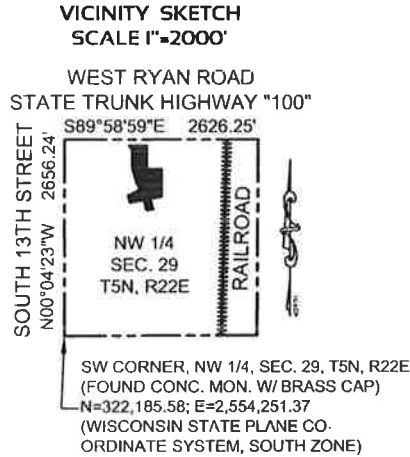 VICINITY SKETCH
SCALE 1"=2000'
WEST RYAN ROAD
STATE TRUNK HIGHWAY "100"
S89°58'59"E 2626.25'
SOUTH 13TH STREET
N00°04'23"W 2656.24'
NW 1/4
SEC. 29
T5N, R22E
RAILROAD
SW CORNER, NW 1/4, SEC. 29, T5N, R22E
(FOUND CONC. MON. W/ BRASS CAP)
N=322,185.58; E=2,554,251.37
(WISCONSIN STATE PLANE CO-
ORDINATE SYSTEM, SOUTH ZONE)